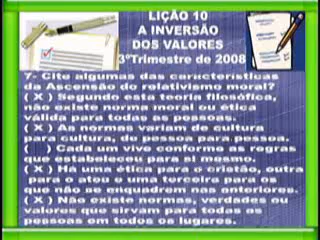 LIÇÃO 10
A INVERSÃO
DOS VALORES
3ºTrimestre de 2008
7- Cite algumas das características
da Ascensão do relativismo moral?
( X ) Segundo esta teoria filosófica,
não existe norma moral ou ética
válida para todas as pessoas.
( X ) As normas variam de cultura
para cultura, de pessoa para pessoa.
(   ) Cada um vive conforme as regras
que estabeleceu para si mesmo.
( X ) Há uma ética para o cristão, outra
para o ateu e uma terceira para os
que não se enquadrem nas anteriores.
( X ) Não existe normas, verdades ou
valores que sirvam para todas as
pessoas em todos os lugares.